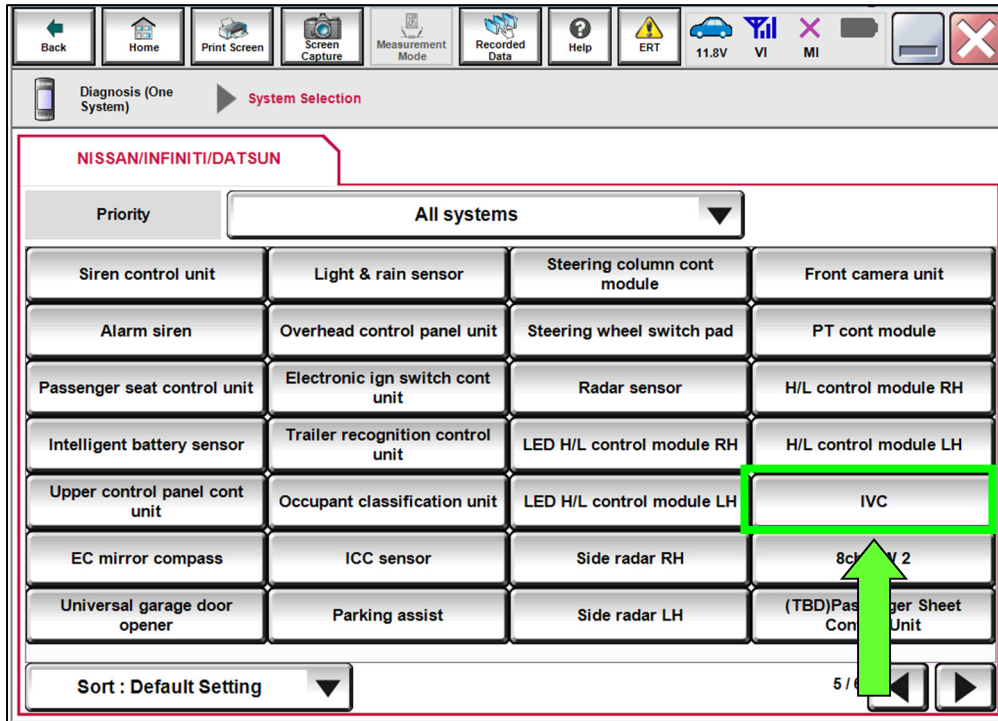 Back
Home
Print Screen
Screen
Capture
Measurement
Mode
Recorded
Data
Help
ERT
11.8V
VI
MI
Diagnosis (One
System)
System Selection
NISSAN/INFINITI/DATSUN
Priority
All systems
Siren control unit
Light & rain sensor
Steering column cont
module
Front camera unit
Alarm siren
Overhead control panel unit
Steering wheel switch pad
PT cont module
Passenger seat control unit
Electronic ign switch cont
unit
Radar sensor
H/L control module RH
Intelligent battery sensor
Trailer recognition control
unit
LED H/L control module RH
H/L control module LH
Upper control panel cont
unit
Occupant classification unit
LED H/L control module LH
IVC
EC mirror compass
ICC sensor
Side radar RH
2
Universal garage door
opener
Parking assist
Side radar LH
Sheet
Unit
Sort : Default Setting
5 /